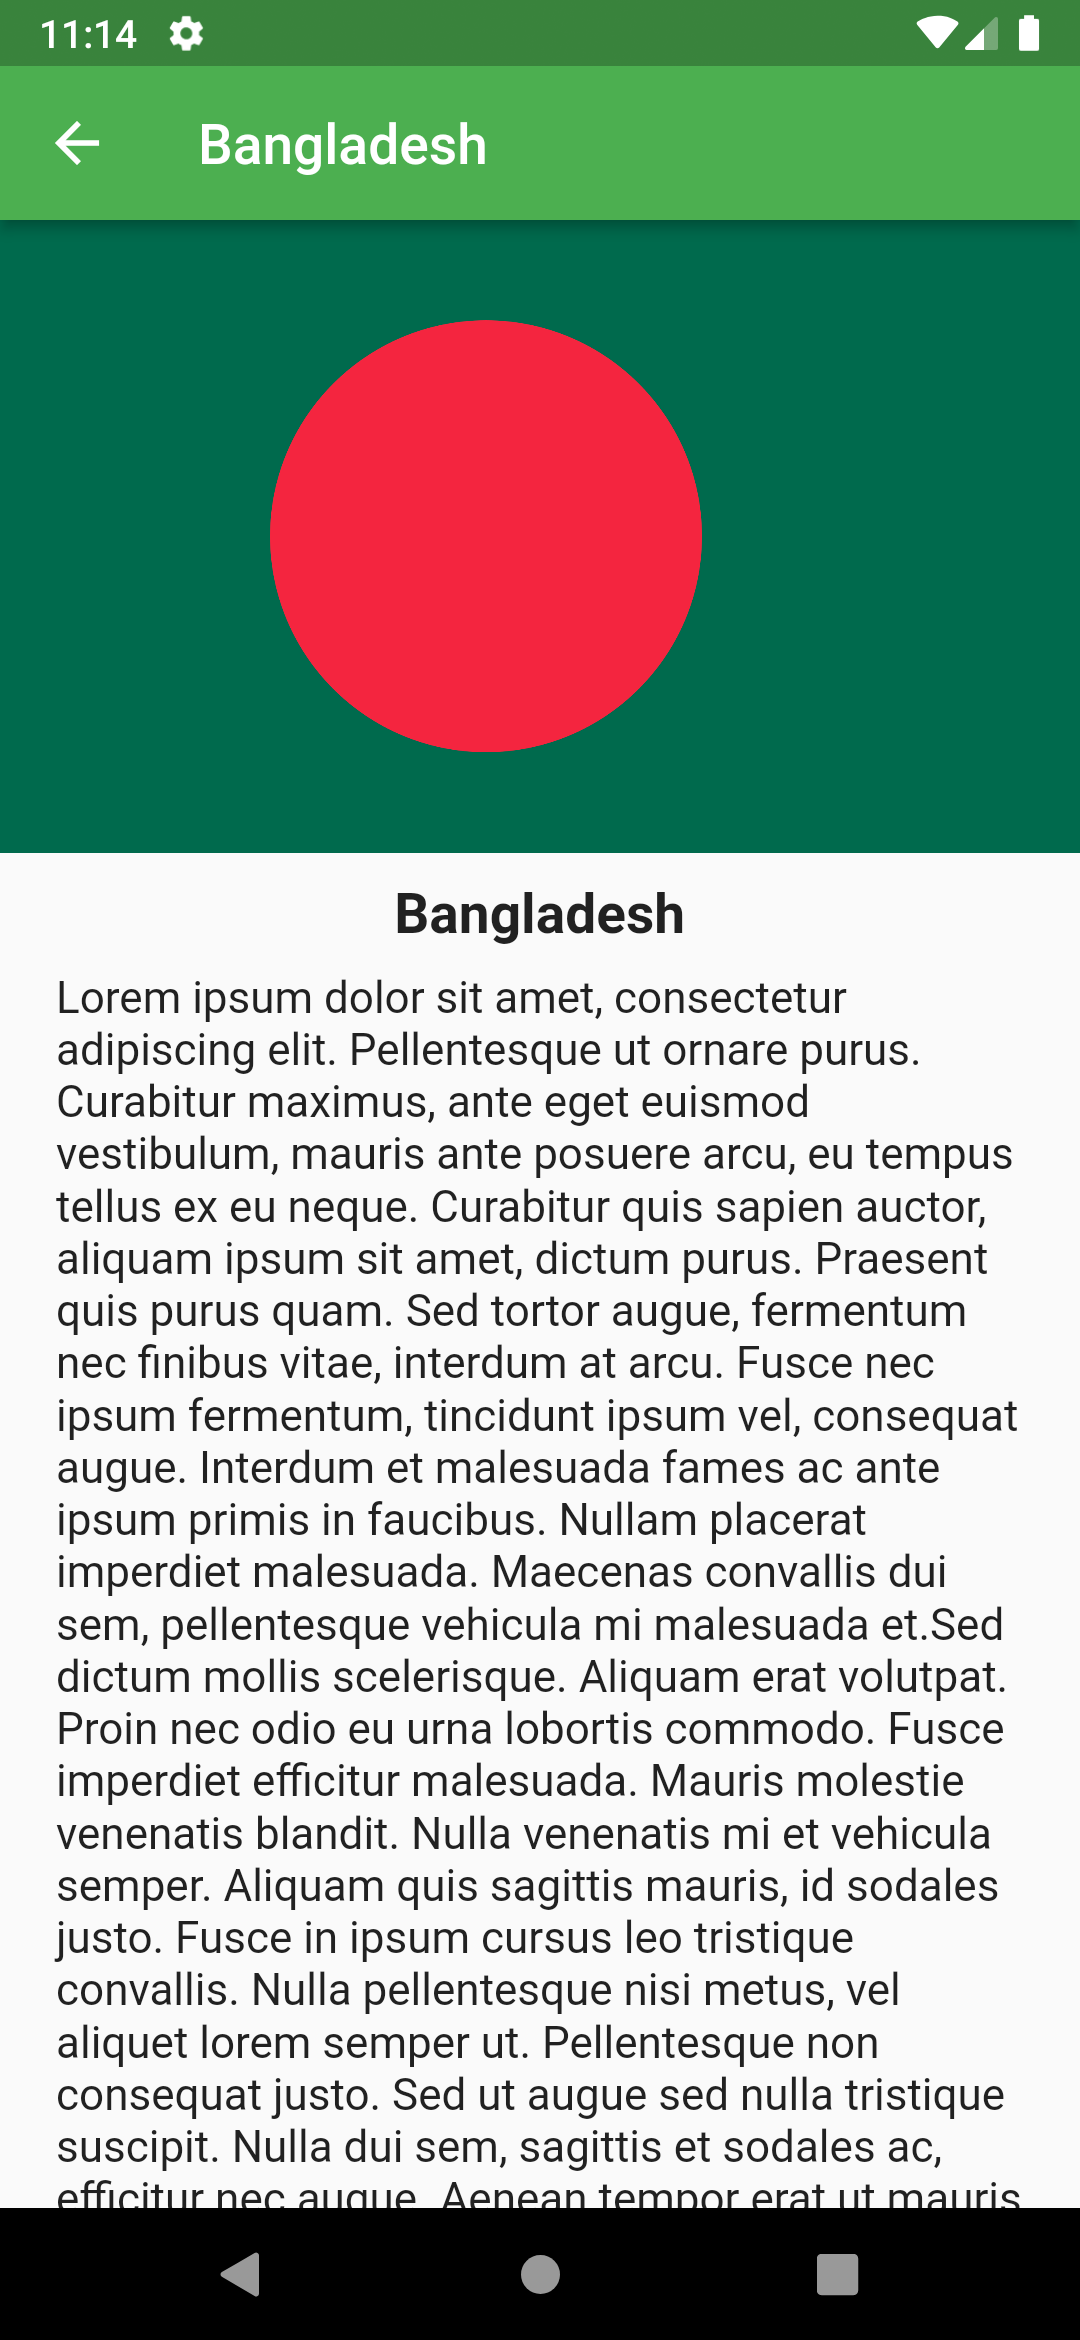 11:14
Bangladesh
Bangladesh
Lorem ipsum dolor sit amet, consectetur
adipiscing elit. Pellentesque ut ornare purus.
Curabitur maximus, ante eget euismod
vestibulum, mauris ante posuere arcu, eu tempus
tellus ex eu neque. Curabitur quis sapien auctor,
aliquam ipsum sit amet, dictum purus. Praesent
quis purus quam. Sed tortor augue, fermentum
nec finibus vitae, interdum at arcu. Fusce nec
ipsum fermentum, tincidunt ipsum vel, consequat
augue. Interdum et malesuada fames ac ante
ipsum primis in faucibus. Nullam placerat
imperdiet malesuada. Maecenas convallis dui
sem, pellentesque vehicula mi malesuada et.Sed
dictum mollis scelerisque. Aliquam erat volutpat.
Proin nec odio eu urna lobortis commodo. Fusce
imperdiet efficitur malesuada. Mauris molestie
venenatis blandit. Nulla venenatis mi et vehicula
semper. Aliquam quis sagittis mauris, id sodales
justo. Fusce in ipsum cursus leo tristique
convallis. Nulla pellentesque nisi metus, vel
aliquet lorem semper ut. Pellentesque non
consequat justo. Sed ut augue sed nulla tristique
suscipit. Nulla dui sem, sagittis et sodales ac,
efficitur nec augue. Aenean tempor erat ut mauris